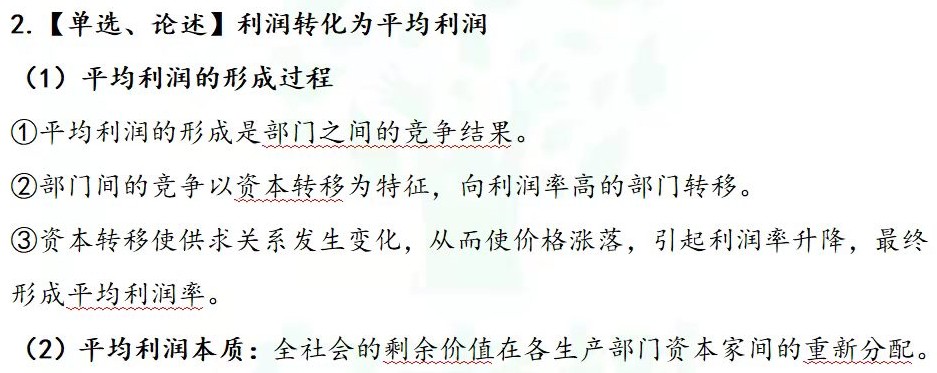 2.【单选、论述】利润转化为平均利润
（1）平均利润的形成过程
①平均利润的形成是部门之间的竞争结果。
②部门间的竞争以资本转移为特征，向利润率高的部门转移。
③资本转移使供求关系发生变化，从而使价格涨落，引起利润率升降，最终
形成平均利润率。
（2）平均利润本质：全社会的剩余价值在各生产部门资本家间的重新分配。